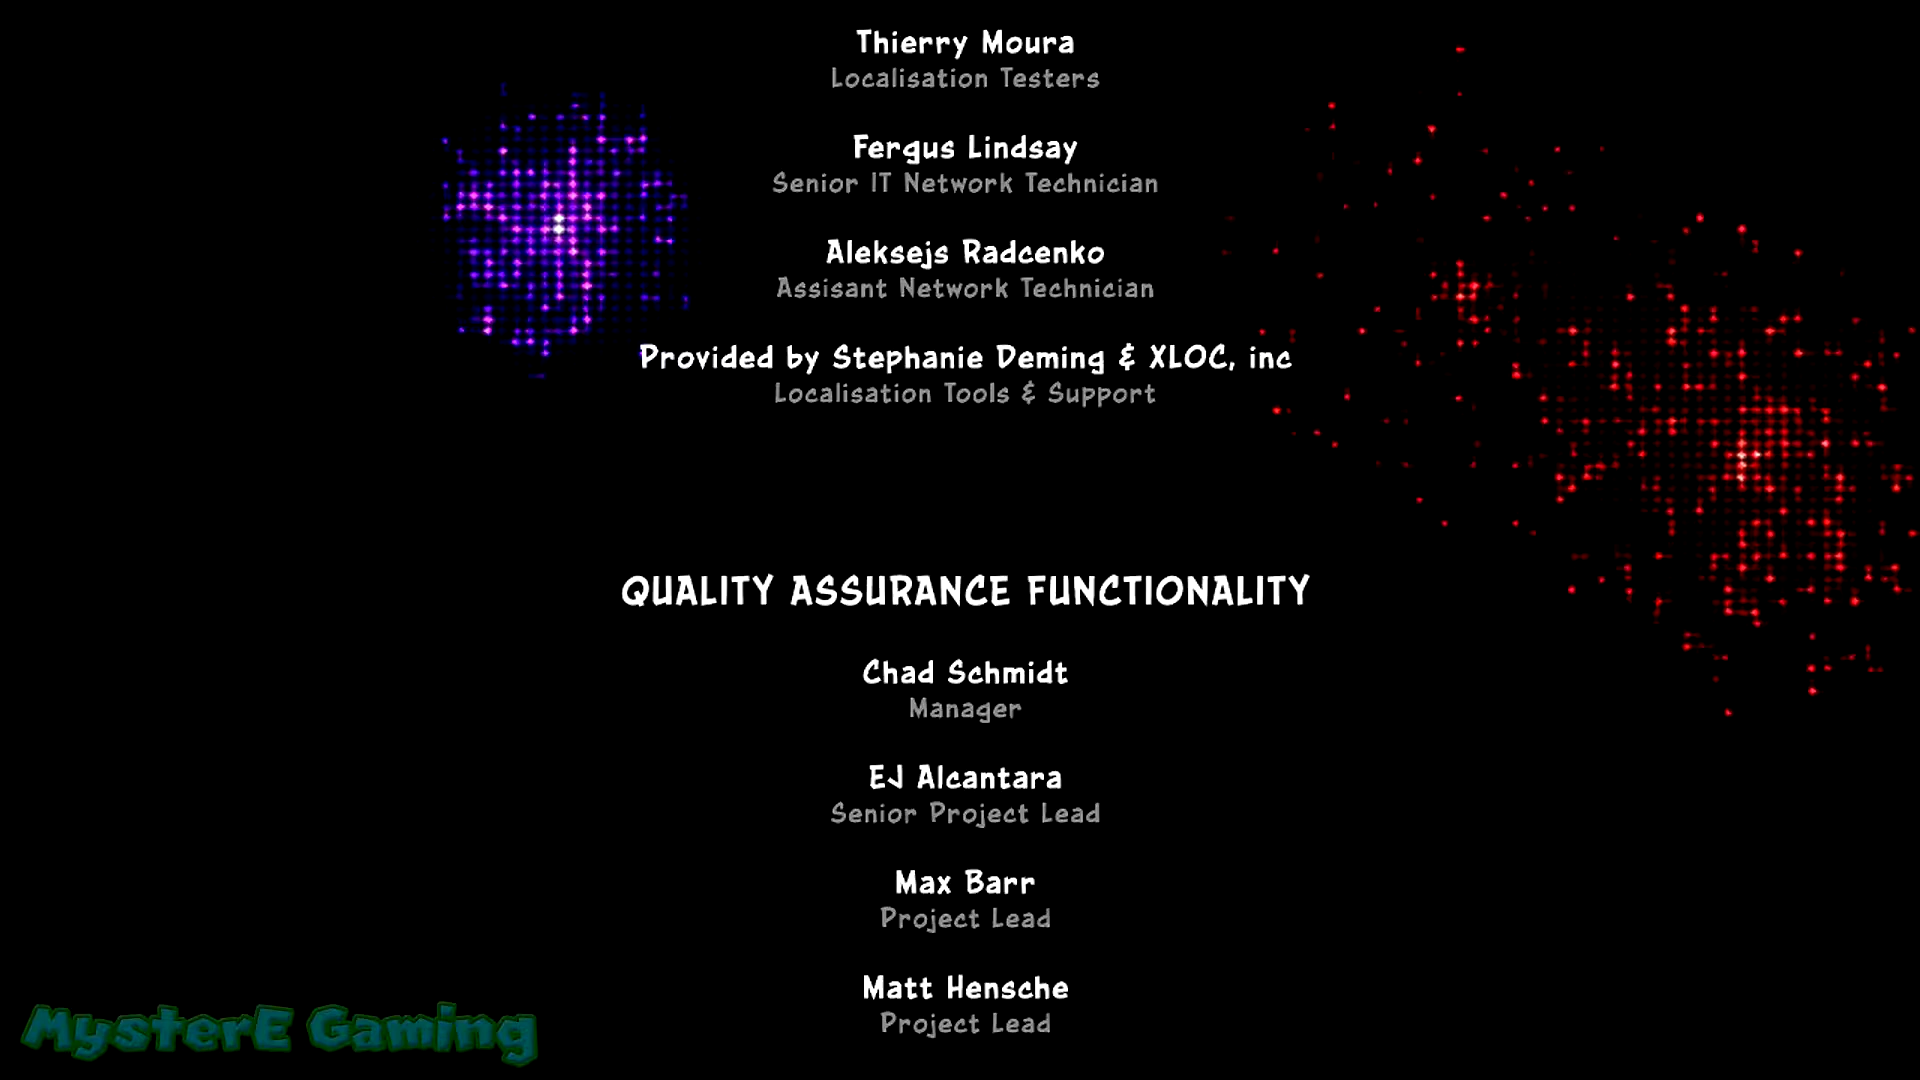 Thierry Moura
Localisation Testers
Fergus Lindsay
Senior IT Network Technician
Aleksejs Radcenko
Assisant Network Technician
Provided by Stephanie Deming & XLOC, inc
Localisation Tools & Support
QUALITY ASSURANCE FUNCTIONALITY
Chad Schmidt
Manager
EJ Alcantara
Senior Project Lead
Max Barr
Project Lead
Matt Hensche
Project Lead
MysterE Gaming